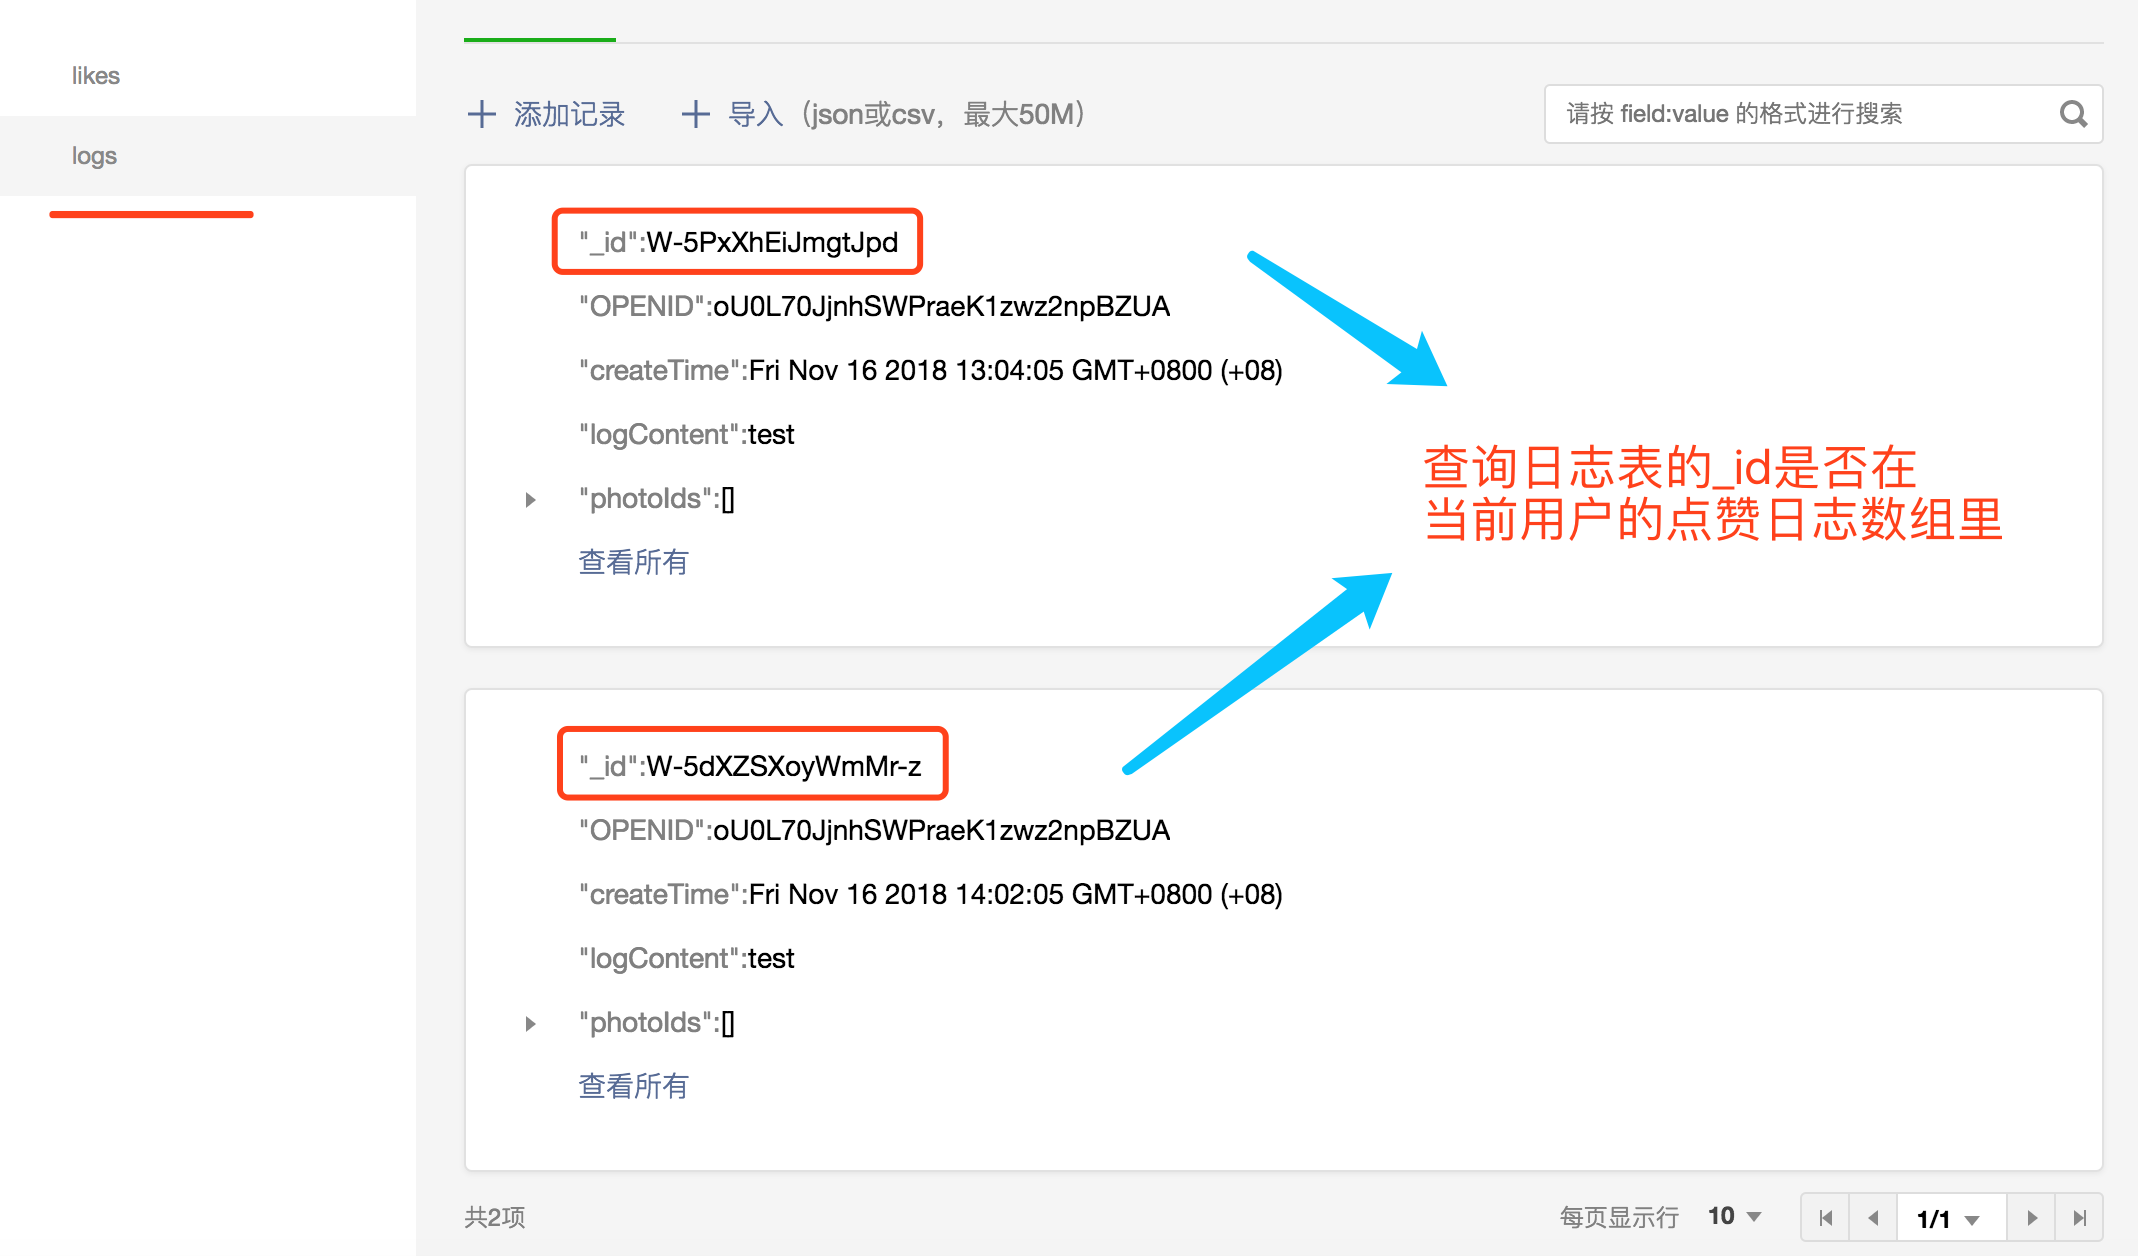 likes
logs
添加记录 导入（json或csv，最大50M）
请按 field:value 的格式进行搜索
"_id":W-5PxXhEiJmgtJpd
"OPENID":oU0L70JjnhSWPraeK1zwz2npBZUA
"createTime":Fri Nov 16 2018 13:04:05 GMT+0800 (+08)
"logContent":test
"photoIds":[]
查看所有
查询日志表的_id是否在
当前用户的点赞日志数组里
"_id":W-5dXZSXoyWmMr-z
"OPENID":oU0L70JjnhSWPraeK1zwz2npBZUA
"createTime":Fri Nov 16 2018 14:02:05 GMT+0800 (+08)
"logContent":test
"photoIds":[]
查看所有
共2项
每页显示行 10
1/1